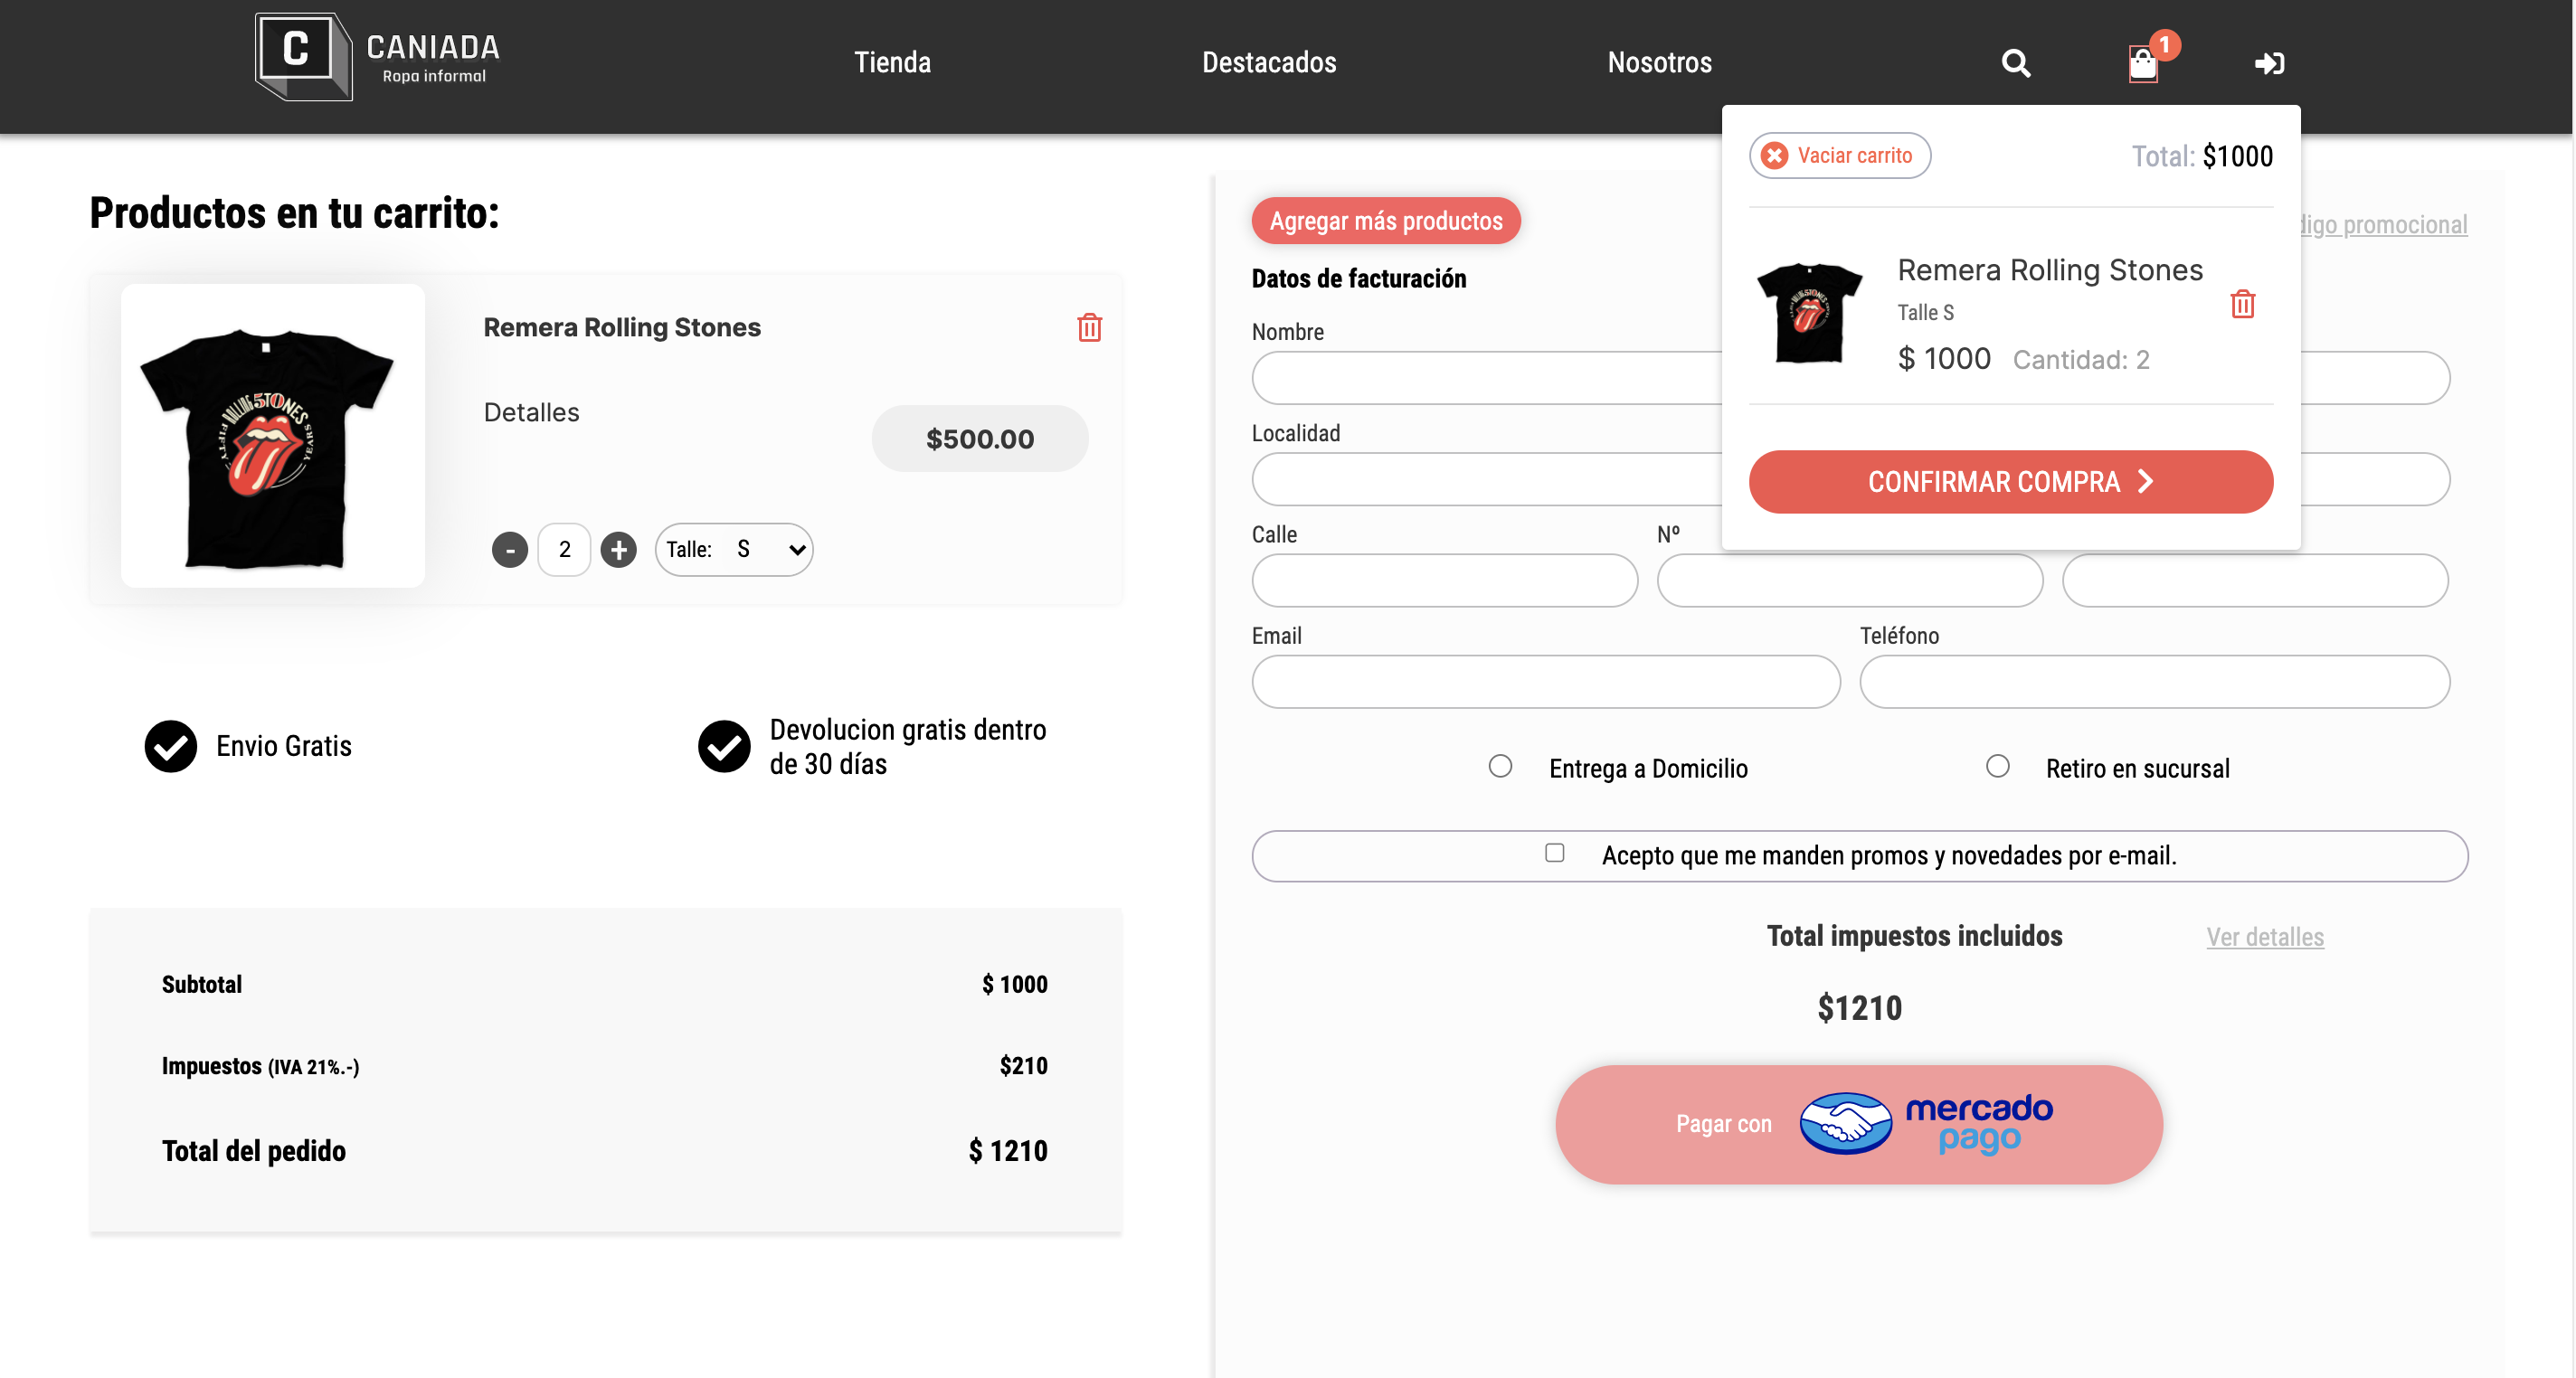 C
CANIADA
Ropa informal
Tienda
Destacados
Nosotros
1
Vaciar carrito
Total: $1000
Remera Rolling Stones
Talle S
$ 1000 Cantidad: 2
CONFIRMAR COMPRA
Productos en tu carrito:
Remera Rolling Stones
Detalles
$500.00
ROLLING STONES
FIFTY YEARS
- 2 + Talle: S
Envio Gratis
Devolucion gratis dentro
de 30 días
Subtotal $ 1000
Impuestos (IVA 21%.-) $210
Total del pedido $ 1210
Agregar más productos
digo promocional
Datos de facturación
Nombre
Localidad
Calle
Nº
Email
Teléfono
Entrega a Domicilio
Retiro en sucursal
Acepto que me manden promos y novedades por e-mail.
Total impuestos incluidos
Ver detalles
$1210
Pagar con
mercado
pago